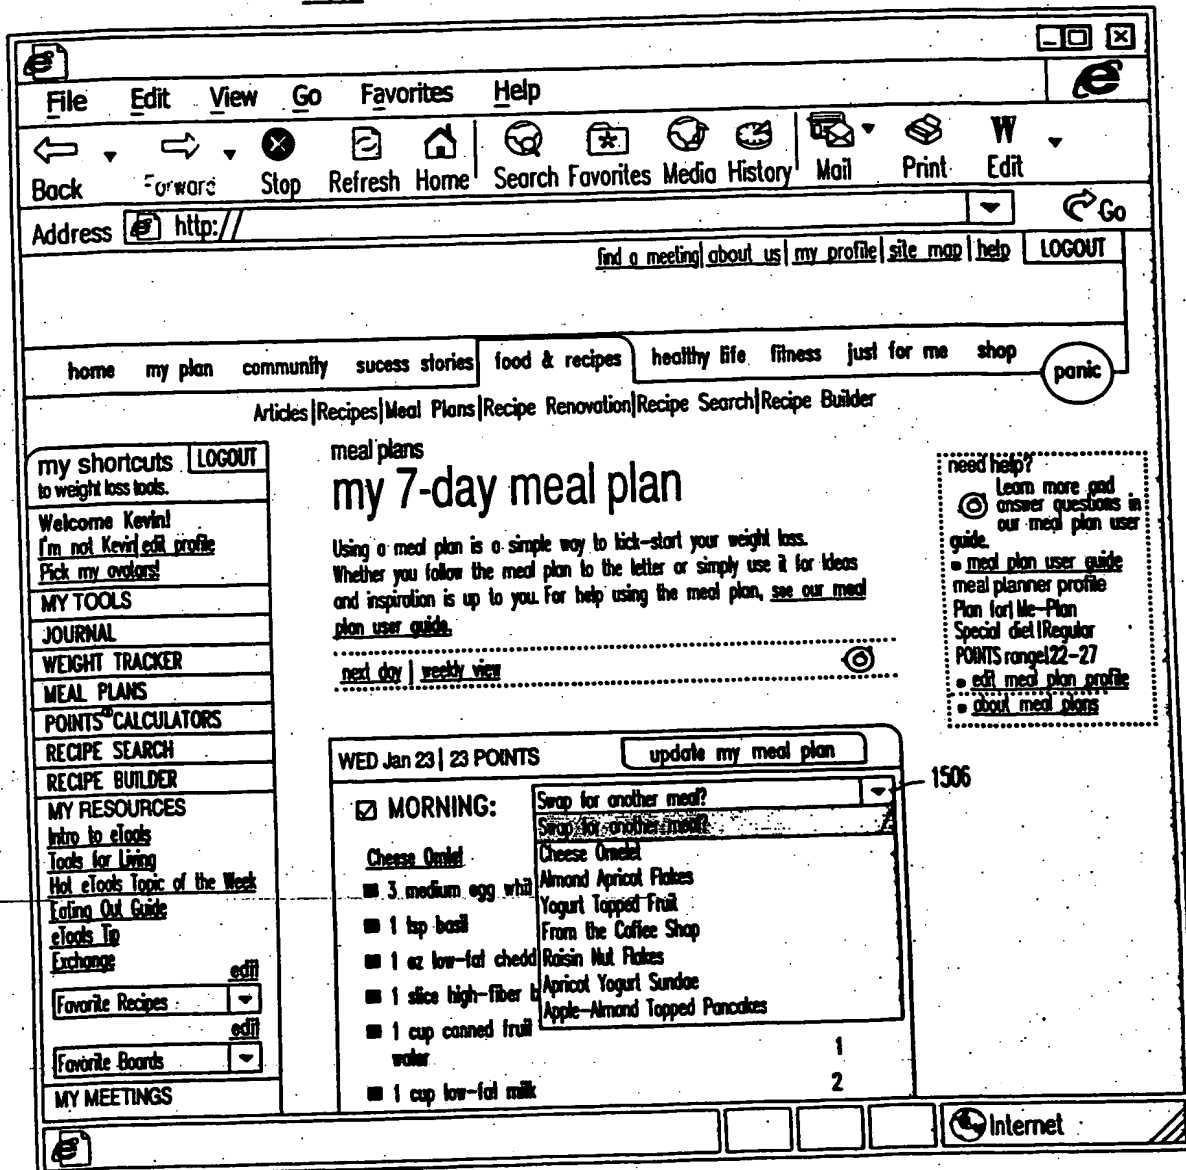 File Edit View Go Favorites Help
Back Forward Stop Refresh Home Search Favorites Media History Mail Print Edit
Address http:// Go
find a meeting| about us| my profile| site map| help LOGOUT
home my plan community sucess stories food & recipes healthy life fitness just for me shop panic
Articles|Recipes|Meal Plans|Recipe Renovation|Recipe Search|Recipe Builder
my shortcuts LOGOUT
to weight loss tools.
Welcome Kevin!
I'm not Kevin| edit profile
Pick my avatars!
MY TOOLS
JOURNAL
WEIGHT TRACKER
MEAL PLANS
POINTS® CALCULATORS
RECIPE SEARCH
RECIPE BUILDER
MY RESOURCES
Intro to eTools
Tools for Living
Hot eTools Topic of the Week
Eating Out Guide
eTools Tip
Exchange
edit
Favorite Recipes
edit
Favorite Boards
MY MEETINGS
meal plans
my 7-day meal plan
Using a meal plan is a simple way to kick-start your weight loss.
Whether you follow the meal plan to the letter or simply use it for ideas
and inspiration is up to you. For help using the meal plan, see our meal
plan user guide.
next day | weekly view
WED Jan 23| 23 POINTS update my meal plan
MORNING:
Swap for another meal?
Swap for another meal?
Cheese Omelet
Almond Apricot Flakes
Yogurt Topped Fruit
From the Coffee Shop
Raisin Nut Flakes
Apricot Yogurt Sundae
Apple-Almond Topped Pancakes
1506
Cheese Omlet
3 medium egg whit
1 tsp basil
1 oz low-fat chedd
1 slice high-fiber b
1 cup canned fruit
water 1
1 cup low-fat milk 2
need help?
Learn more and
answer questions in
our meal plan user
guide.
meal plan user guide
meal planner profile
Plan for| Me-Plan
Special diet|Regular
POINTS range|22-27
edit meal plan profile
about meal plans
Internet